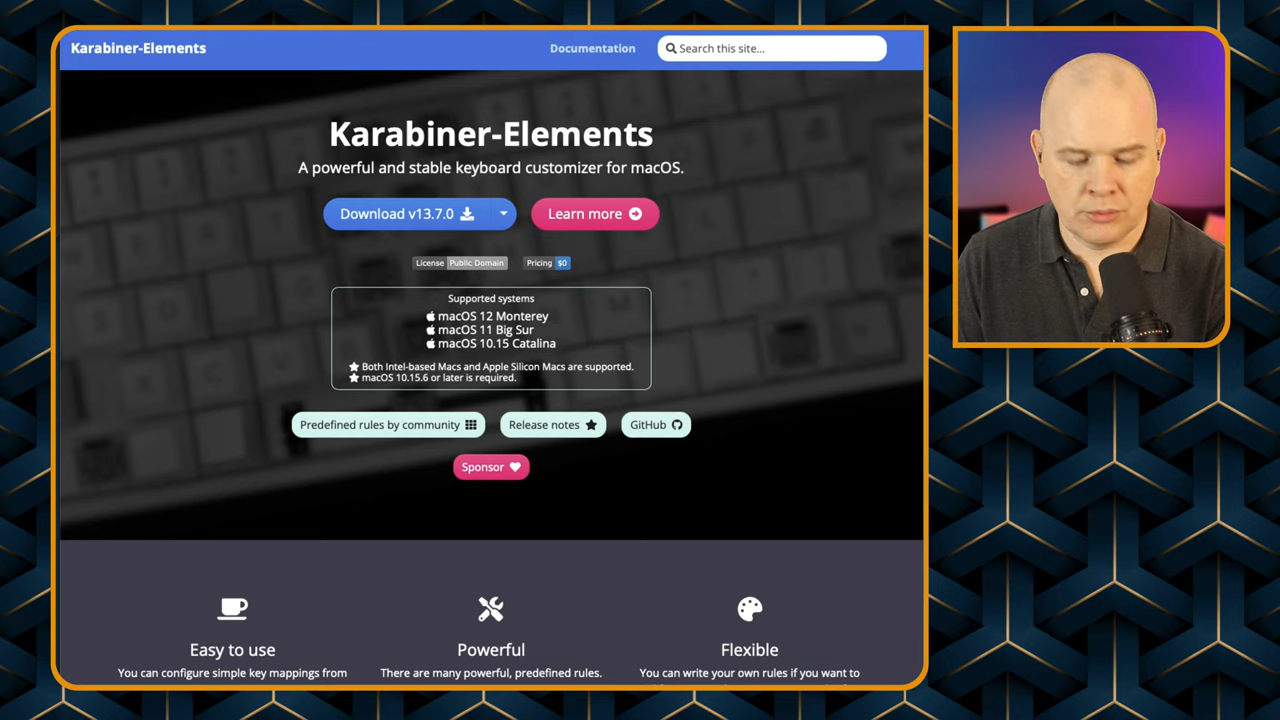 Karabiner-Elements
Documentation
Search this site...
Karabiner-Elements
A powerful and stable keyboard customizer for macOS.
Download v13.7.0
Learn more
License Public Domain
Pricing $0
Supported systems
macOS 12 Monterey
macOS 11 Big Sur
macOS 10.15 Catalina
Both Intel-based Macs and Apple Silicon Macs are supported.
macOS 10.15.6 or later is required.
Predefined rules by community
Release notes
GitHub
Sponsor
Easy to use
Powerful
Flexible
You can configure simple key mappings from
There are many powerful, predefined rules.
You can write your own rules if you want to